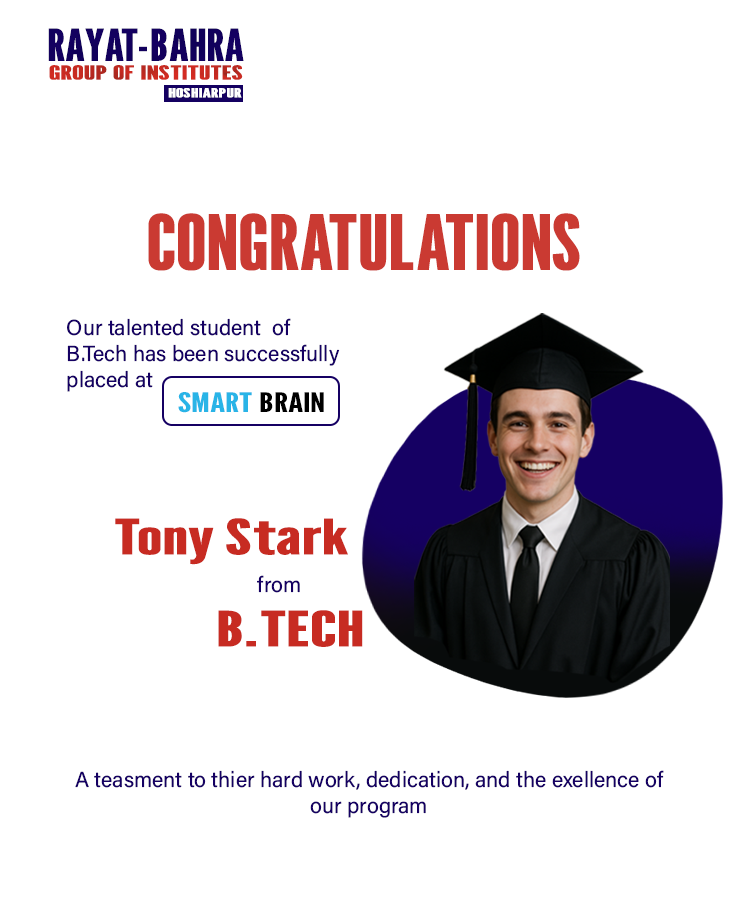 RAYAT-BAHRA
GROUP OF INSTITUTES
HOSHIARPUR
CONGRATULATIONS
Our talented student of
B.Tech has been successfully
placed at
SMART BRAIN
Tony Stark
from
B.TECH
A teasment to thier hard work, dedication, and the exellence of
our program